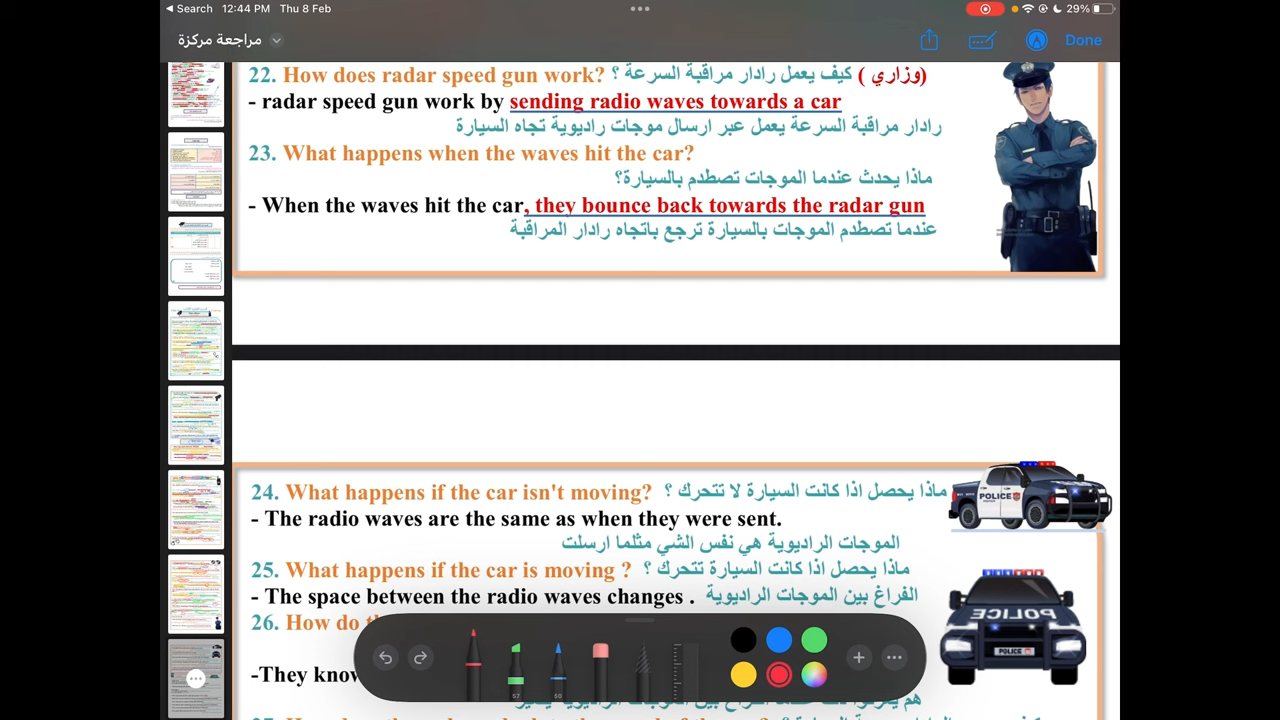 Search 12:44 PM Thu 8 Feb 29%
مراجعة مركزة
Done
22. How does radar speed gun work? كيف يعمل رادار مراقبة السرعة ؟ (وزاري )
- radar speed gun work by sending radio waves towards a car
رادار مراقبة السرعة يعمل عبر ارسال موجات راديوية تجاه السيارة
23. What happens when the waves hit the car?
ماذا يحدث عندما الموجات تصطدم بالسيارة؟
- When the waves hit the car, they bounce back towards the radar gun
عندما تصطدم الموجات بالسيارة ترجع باتجاه رادار المراقبة
24. What happens if the car isn't moving? اذا كانت السيارة لا تتحرك ؟
- The radio waves are the same as when they were sent.
الموجات الراديوية هي نفس الشي مثلما ارسلت
25. What happens if the car is moving ? ماذا يحصل اذا كانت السيارة تتحرك ؟
- The space between the radio waves changes الفراغ بين الموجات الراديوية
26. How do
-They know
POLICE
POLICE
POLICE
57
50